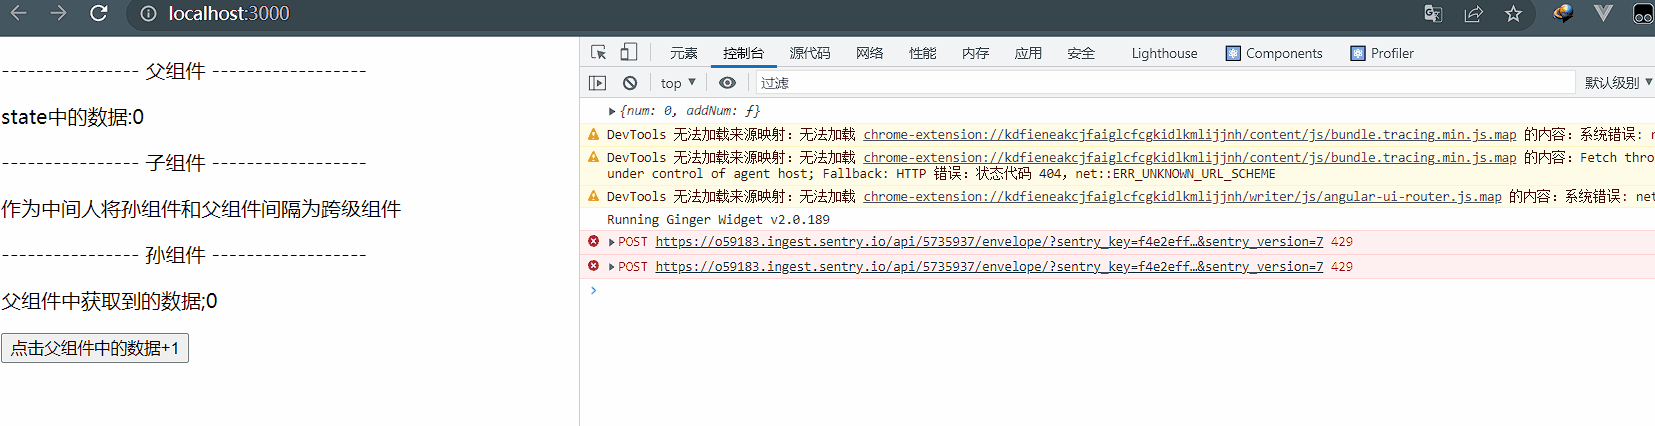 localhost:3000
---------------- 父组件 ------------------
state中的数据:0
---------------- 子组件 ------------------
作为中间人将孙组件和父组件间隔为跨级组件
---------------- 孙组件 ------------------
父组件中获取到的数据;0
点击父组件中的数据+1
元素 控制台 源代码 网络 性能 内存 应用 安全 Lighthouse Components Profiler
top 过滤 默认级别
{num: 0, addNum: ƒ}
DevTools 无法加载来源映射：无法加载 chrome-extension://kdfieneakcjfaiglcfcgkidlkmlijjnh/content/js/bundle.tracing.min.js.map 的内容：系统错误: n
DevTools 无法加载来源映射：无法加载 chrome-extension://kdfieneakcjfaiglcfcgkidlkmlijjnh/content/js/bundle.tracing.min.js.map 的内容：Fetch thro
under control of agent host; Fallback: HTTP 错误：状态代码 404，net::ERR_UNKNOWN_URL_SCHEME
DevTools 无法加载来源映射：无法加载 chrome-extension://kdfieneakcjfaiglcfcgkidlkmlijjnh/writer/js/angular-ui-router.js.map 的内容：系统错误: net
Running Ginger Widget v2.0.189
POST https://o59183.ingest.sentry.io/api/5735937/envelope/?sentry_key=f4e2eff…&sentry_version=7 429
POST https://o59183.ingest.sentry.io/api/5735937/envelope/?sentry_key=f4e2eff…&sentry_version=7 429